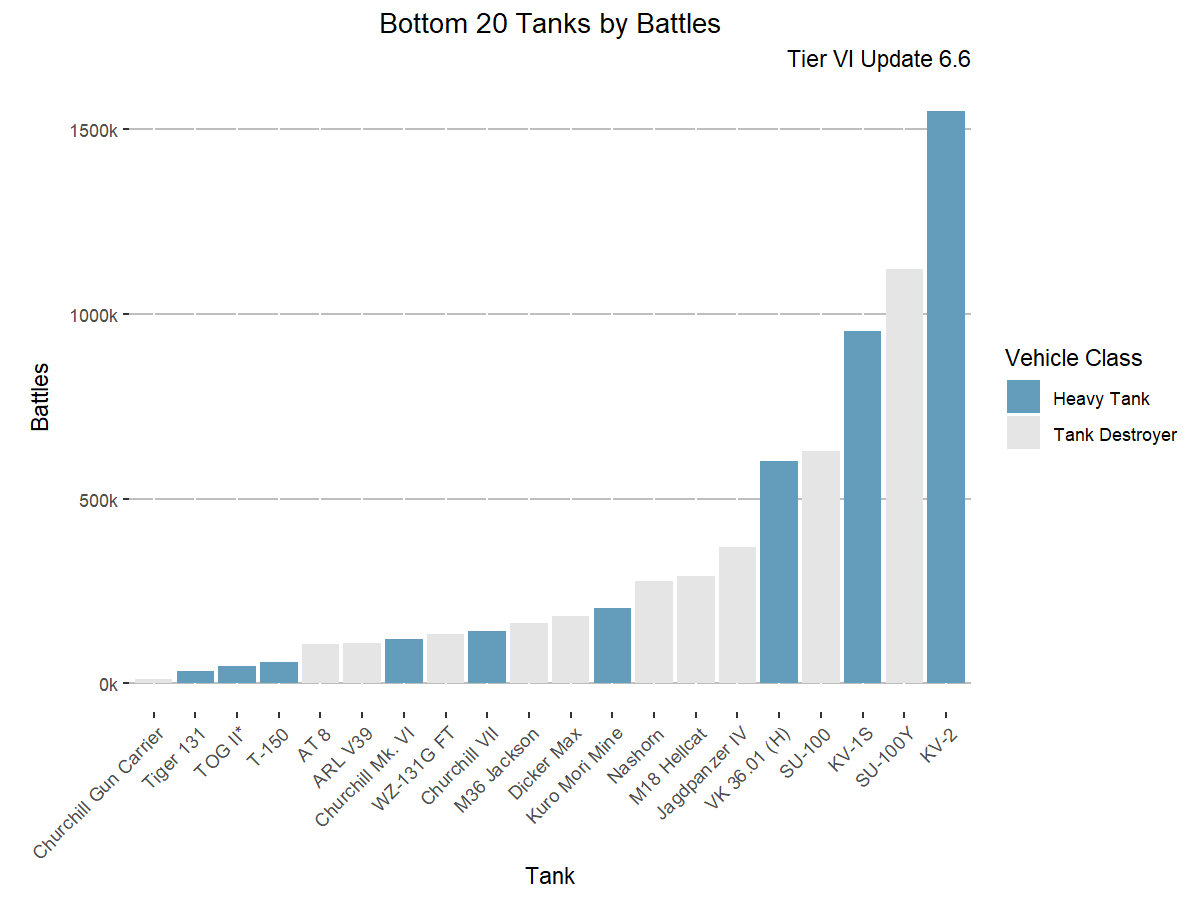 Bottom 20 Tanks by Battles
Tier VI Update 6.6
1500k
1000k
500k
0k
Battles
Churchill Gun Carrier
Tiger 131
TOG II*
T-150
AT 8
ARL V39
Churchill Mk. VI
WZ-131G FT
Churchill VII
M36 Jackson
Dicker Max
Kuro Mori Mine
Nashorn
M18 Hellcat
Jagdpanzer IV
VK 36.01 (H)
SU-100
KV-1S
SU-100Y
KV-2
Tank
Vehicle Class
Heavy Tank
Tank Destroyer